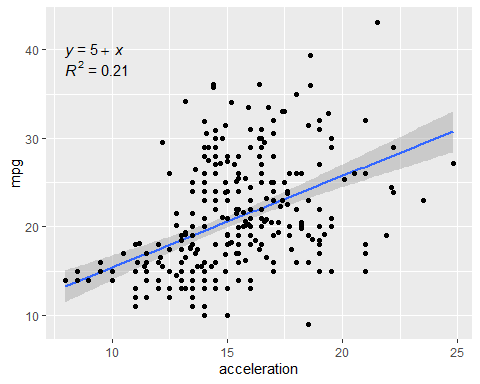 y = 5 + x
R² = 0.21
40
30
20
10
mpg
10
15
20
25
acceleration